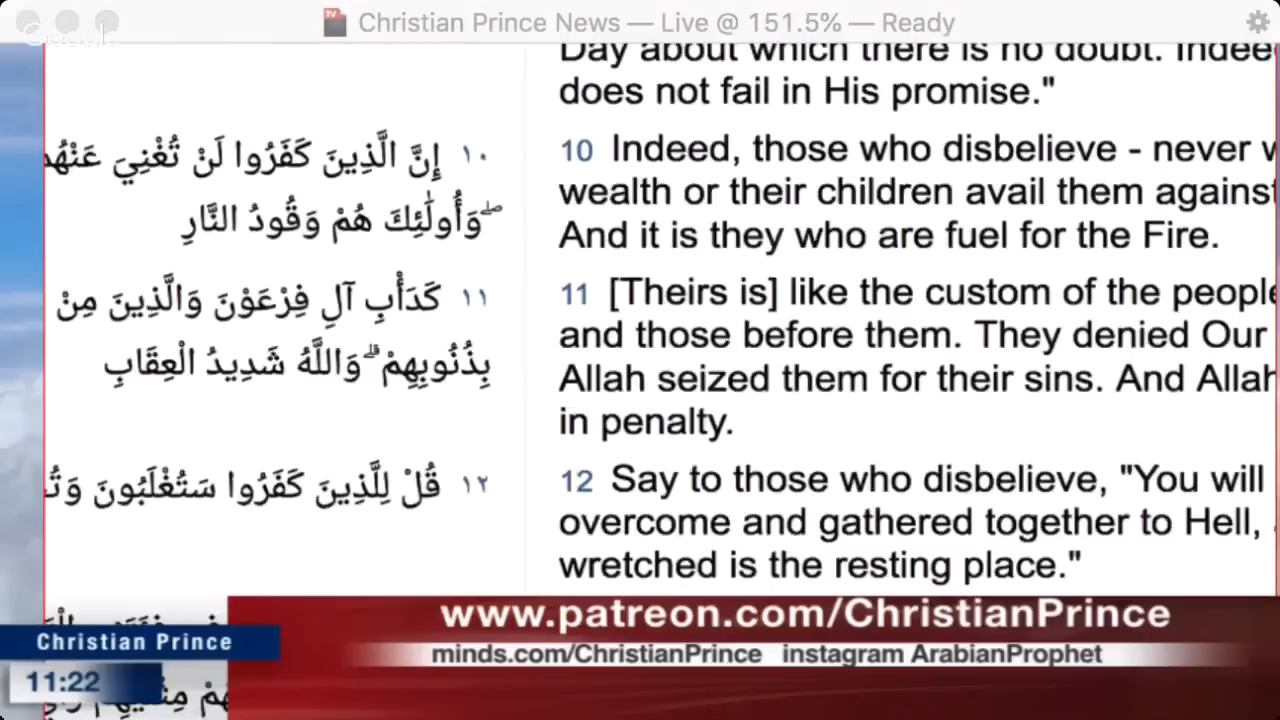 Christian Prince News — Live @ 151.5% — Ready
Google
Day about which there is no doubt. Indee
does not fail in His promise."
١٠ إِنَّ الَّذِينَ كَفَرُوا لَنْ تُغْنِيَ عَنْهُم
ۖ وَأُولَٰئِكَ هُمْ وَقُودُ النَّارِ
10 Indeed, those who disbelieve - never
wealth or their children avail them against
And it is they who are fuel for the Fire.
١١ كَدَأْبِ آلِ فِرْعَوْنَ وَالَّذِينَ مِنْ
بِذُنُوبِهِمْ ۗ وَاللَّهُ شَدِيدُ الْعِقَابِ
11 [Theirs is] like the custom of the people
and those before them. They denied Our
Allah seized them for their sins. And Allah
in penalty.
١٢ قُلْ لِلَّذِينَ كَفَرُوا سَتُغْلَبُونَ
12 Say to those who disbelieve, "You will
overcome and gathered together to Hell,
wretched is the resting place."
www.patreon.com/ChristianPrince
Christian Prince
minds.com/ChristianPrince instagram ArabianProphet
11:22